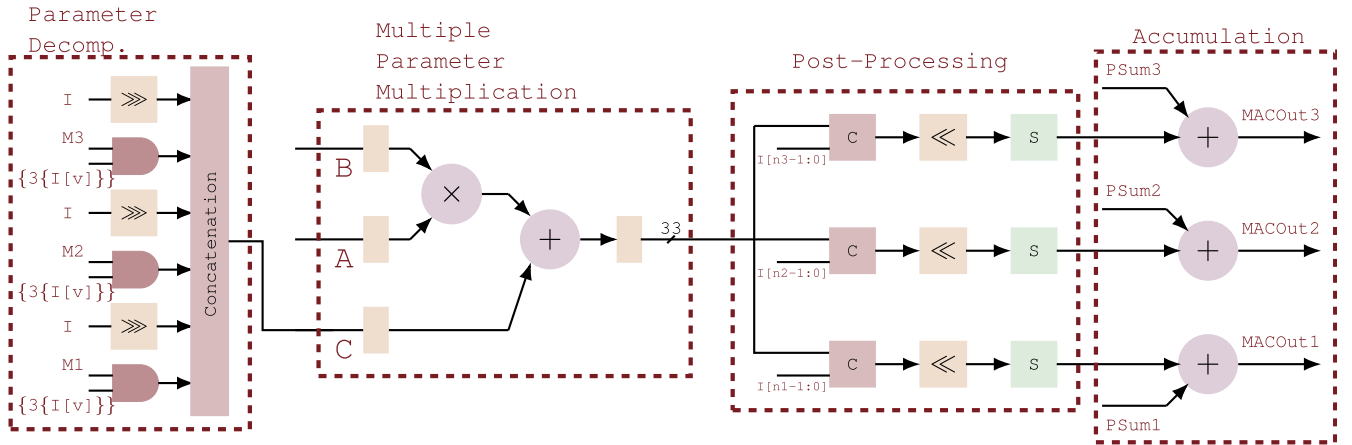 Parameter
Decomp.
I
⋙
M3
{3{I[v]}}
I
⋙
M2
{3{I[v]}}
I
⋙
M1
{3{I[v]}}
Concatenation
Multiple
Parameter
Multiplication
B
A
C
×
+
33
Post-Processing
I[n3-1:0]
C
≪
S
I[n2-1:0]
C
≪
S
I[n1-1:0]
C
≪
S
Accumulation
PSum3
+
MACOut3
PSum2
+
MACOut2
MACOut1
+
PSum1